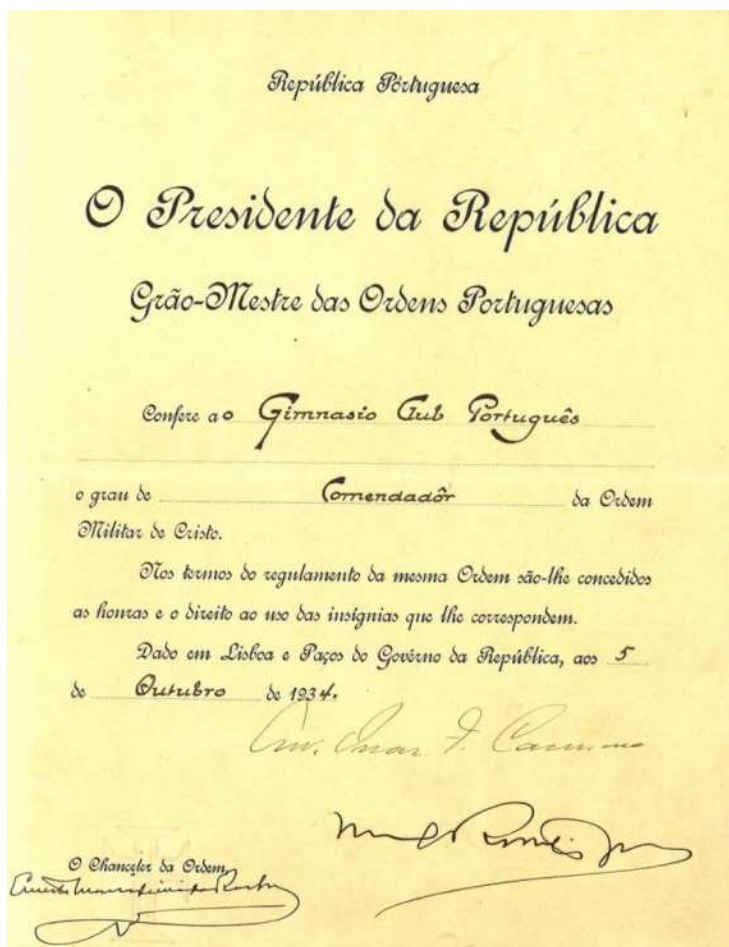 República Portuguesa
O Presidente da República
Grão-Mestre das Ordens Portuguesas
Confere ao Gimnasio Club Português
o grau de Comendadôr da Ordem
Militar de Cristo.
Nos termos do regulamento da mesma Ordem são-lhe concedidos
as honras e o direito ao uso das insígnias que lhe correspondem.
Dado em Lisboa e Paços do Govêrno da República, aos 5
de Outubro de 1934.
O Chanceler da Ordem,